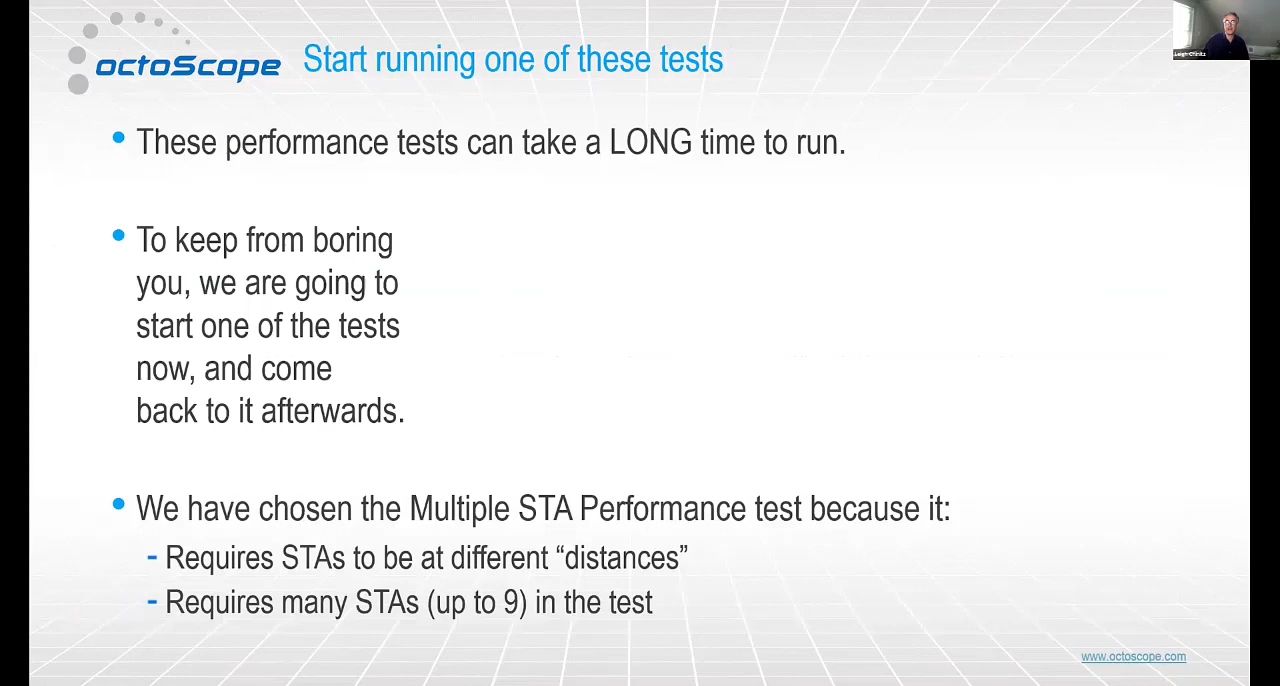 octoScope
Start running one of these tests
Leigh Chinitz
• These performance tests can take a LONG time to run.
• To keep from boring
you, we are going to
start one of the tests
now, and come
back to it afterwards.
• We have chosen the Multiple STA Performance test because it:
- Requires STAs to be at different “distances”
- Requires many STAs (up to 9) in the test
www.octoscope.com